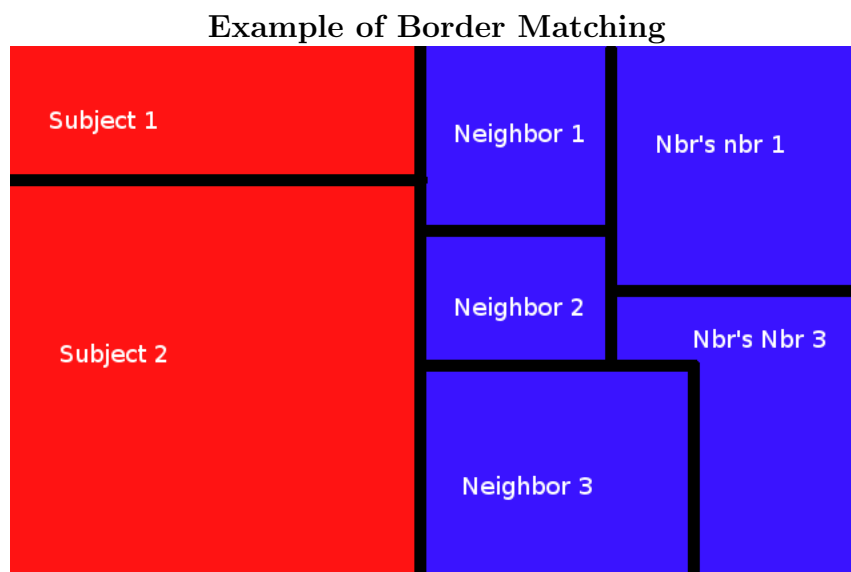 Example of Border Matching
Subject 1
Neighbor 1
Nbr's nbr 1
Neighbor 2
Nbr's Nbr 3
Subject 2
Neighbor 3